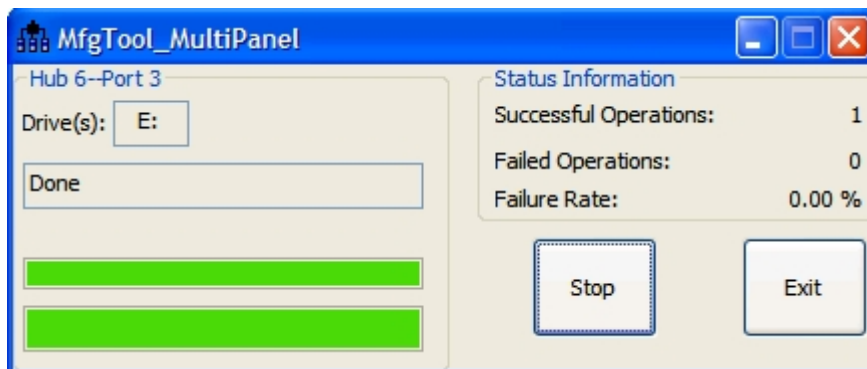 MfgTool_MultiPanel
Hub 6--Port 3
Drive(s): E:
Done
Status Information
Successful Operations: 1
Failed Operations: 0
Failure Rate: 0.00 %
Stop Exit